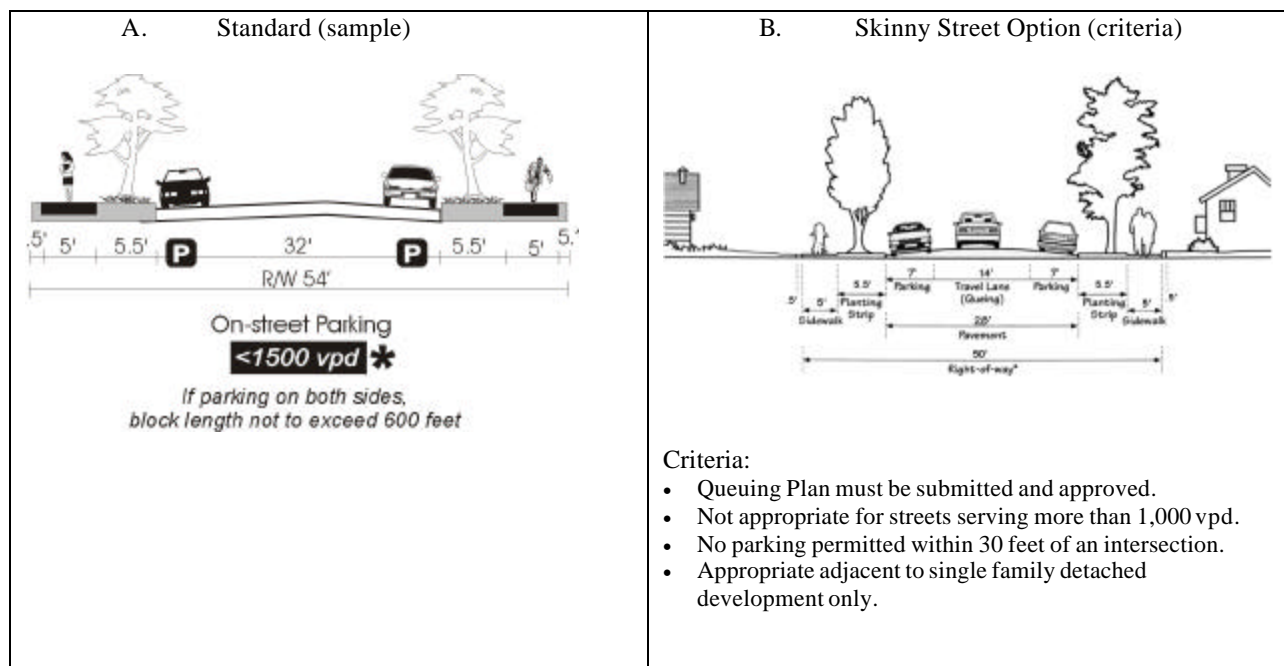 A. Standard (sample)
.5' 5' 5.5' P 32' P 5.5' 5' 5.'
R/W 54'
On-street Parking
<1500 vpd *
If parking on both sides,
block length not to exceed 600 feet
B. Skinny Street Option (criteria)
7' 14' 7'
.5' 5' 5.5' Parking Travel Lane Parking 5.5' 5' .5'
Sidewalk Planting (Queing) Planting Sidewalk
Strip Strip
28'
Pavement
50'
Right-of-way*
Criteria:
• Queuing Plan must be submitted and approved.
• Not appropriate for streets serving more than 1,000 vpd.
• No parking permitted within 30 feet of an intersection.
• Appropriate adjacent to single family detached
development only.